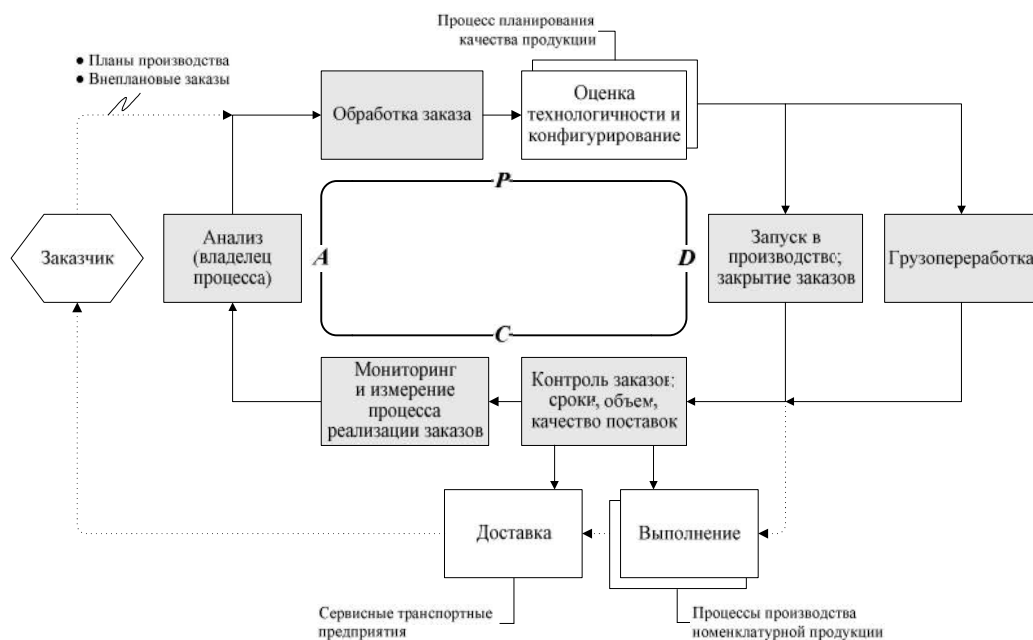 Процесс планирования
качества продукции
● Планы производства
● Внеплановые заказы
Обработка заказа
Оценка
технологичности и
конфигурирование
P
Заказчик
Анализ
(владелец
процесса)
A
D
Запуск в
производство;
закрытие заказов
Грузопереработка
C
Мониторинг
и измерение
процесса
реализации заказов
Контроль заказов:
сроки, объем,
качество поставок
Доставка
Выполнение
Сервисные транспортные
предприятия
Процессы производства
номенклатурной продукции